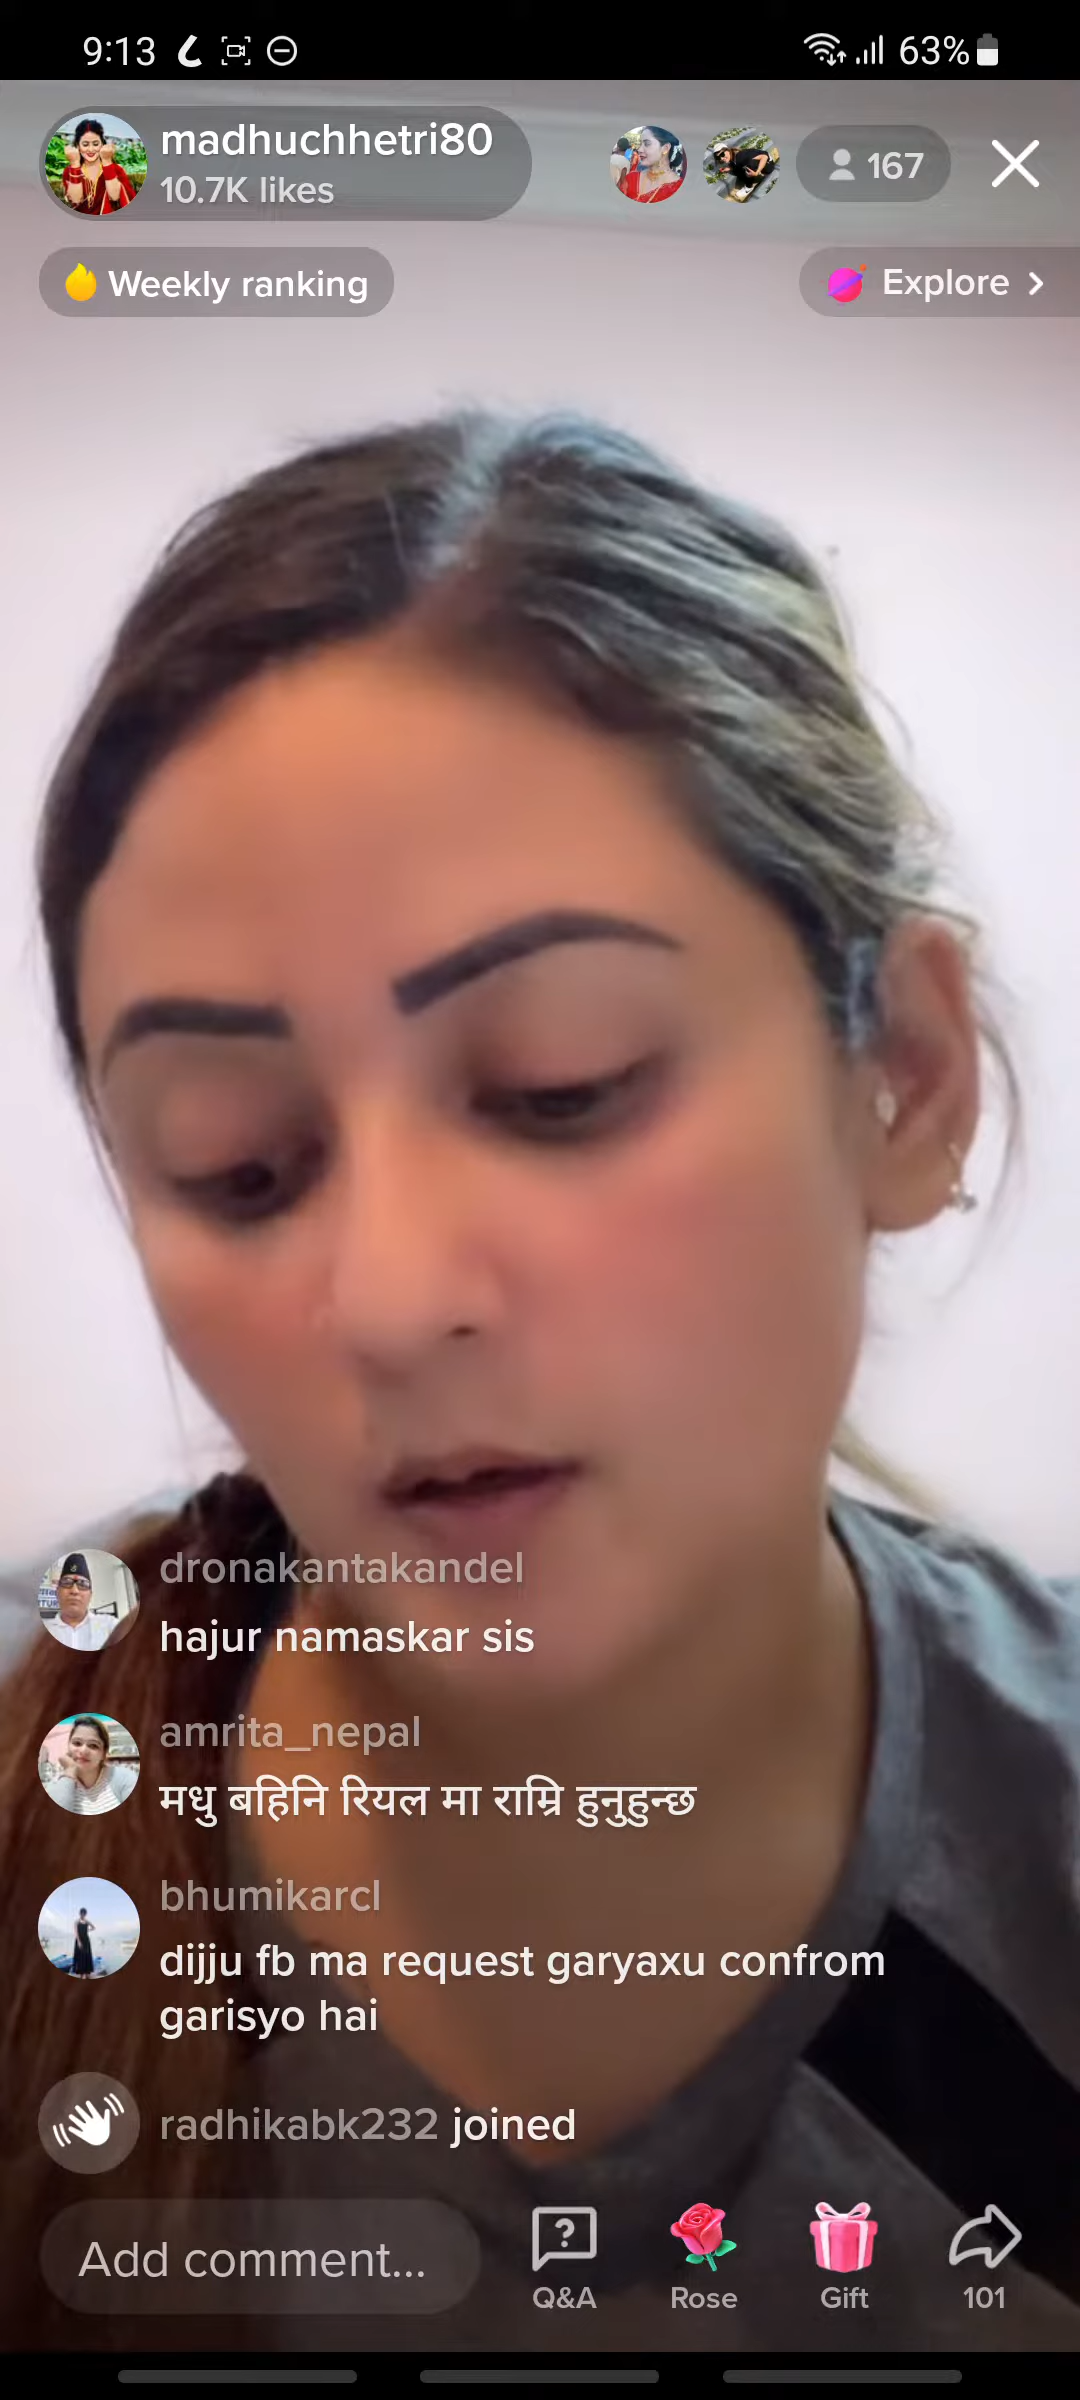 9:13
63%
madhuchhetri80
10.7K likes
167
Weekly ranking
Explore
dronakantakandel
hajur namaskar sis
amrita_nepal
मधु बहिनि रियल मा राम्रि हुनुहुन्छ
bhumikarcl
dijju fb ma request garyaxu confrom
garisyo hai
radhikabk232 joined
Add comment...
Q&A
Rose
Gift
101